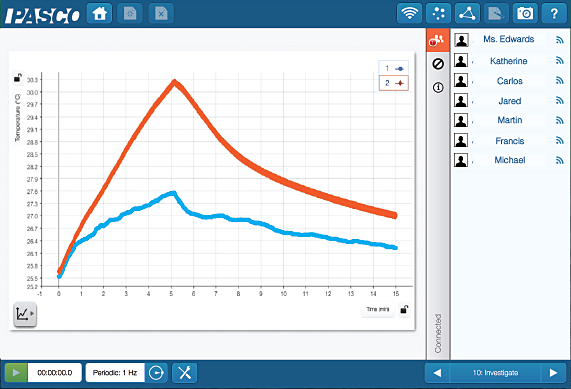 PASCO
?
Ms. Edwards
Katherine
Carlos
Jared
Martin
Francis
Michael
Connected
1
2
Temperature (°C)
30.3
30.0
29.7
29.4
29.1
28.8
28.5
28.2
27.9
27.6
27.3
27.0
26.7
26.4
26.1
25.8
25.5
25.2
-1 0 1 2 3 4 5 6 7 8 9 10 11 12 13 14 15
Time (min)
00:00:00.0
Periodic: 1 Hz
10: Investigate